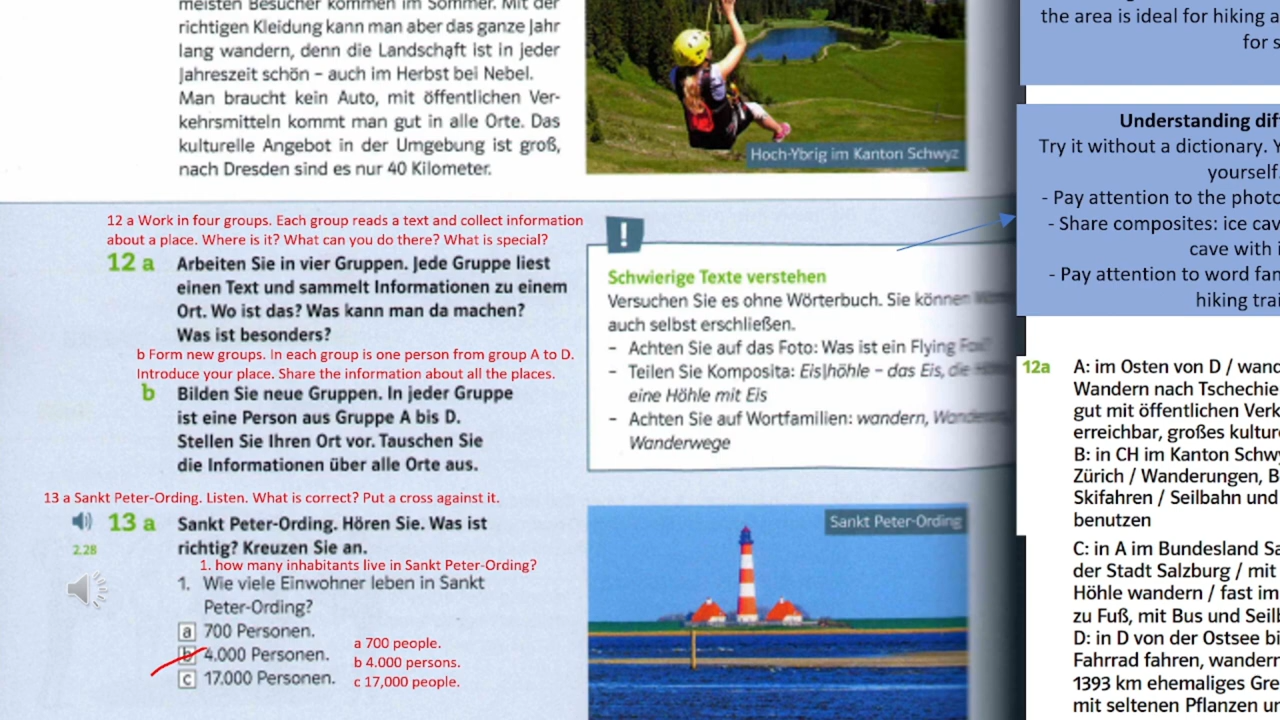 meisten Besucher kommen im Sommer. Mit der
richtigen Kleidung kann man aber das ganze Jahr
lang wandern, denn die Landschaft ist in jeder
Jahreszeit schön – auch im Herbst bei Nebel.
Man braucht kein Auto, mit öffentlichen Ver-
kehrsmitteln kommt man gut in alle Orte. Das
kulturelle Angebot in der Umgebung ist groß,
nach Dresden sind es nur 40 Kilometer.
Hoch-Ybrig im Kanton Schwyz
12 a Work in four groups. Each group reads a text and collect information
about a place. Where is it? What can you do there? What is special?
12 a Arbeiten Sie in vier Gruppen. Jede Gruppe liest
einen Text und sammelt Informationen zu einem
Ort. Wo ist das? Was kann man da machen?
Was ist besonders?
b Form new groups. In each group is one person from group A to D.
Introduce your place. Share the information about all the places.
b Bilden Sie neue Gruppen. In jeder Gruppe
ist eine Person aus Gruppe A bis D.
Stellen Sie Ihren Ort vor. Tauschen Sie
die Informationen über alle Orte aus.
!
Schwierige Texte verstehen
Versuchen Sie es ohne Wörterbuch. Sie können
auch selbst erschließen.
– Achten Sie auf das Foto: Was ist ein Flying
– Teilen Sie Komposita: Eis|höhle – das Eis, die
eine Höhle mit Eis
– Achten Sie auf Wortfamilien: wandern,
Wanderwege
13 a Sankt Peter-Ording. Listen. What is correct? Put a cross against it.
13 a Sankt Peter-Ording. Hören Sie. Was ist
2.28 richtig? Kreuzen Sie an.
1. how many inhabitants live in Sankt Peter-Ording?
1. Wie viele Einwohner leben in Sankt
Peter-Ording?
a 700 Personen.
b 4.000 Personen.
c 17.000 Personen.
a 700 people.
b 4.000 persons.
c 17,000 people.
Sankt Peter-Ording
the area is ideal for hiking a
for s
Understanding dif
Try it without a dictionary. Y
yourself.
- Pay attention to the photo
- Share composites: ice cav
cave with i
- Pay attention to word fam
hiking trai
12a A: im Osten von D / wand
Wandern nach Tschechie
gut mit öffentlichen Verk
erreichbar, großes kulture
B: in CH im Kanton Schwy
Zürich / Wanderungen, B
Skifahren / Seilbahn und
benutzen
C: in A im Bundesland Sa
der Stadt Salzburg / mit
Höhle wandern / fast im
zu Fuß, mit Bus und Seilb
D: in D von der Ostsee bi
Fahrrad fahren, wandern
1393 km ehemaliges Gre
mit seltenen Pflanzen un